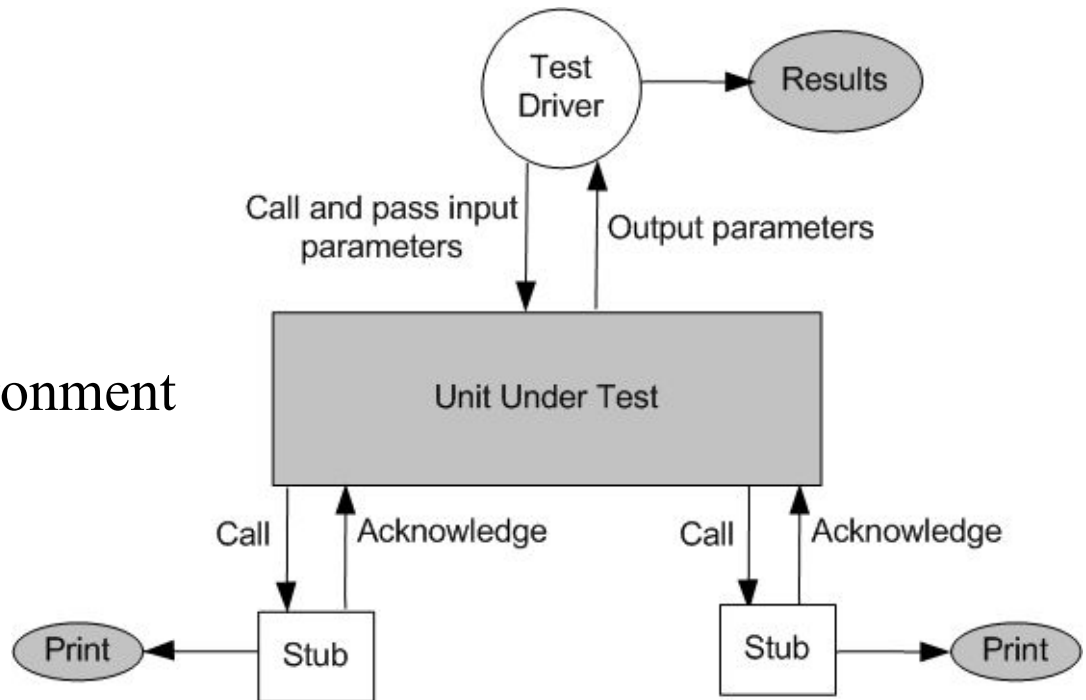 Test
Driver
Results
Call and pass input
parameters
Output parameters
onment
Unit Under Test
Call
Acknowledge
Call
Acknowledge
Print
Stub
Stub
Print